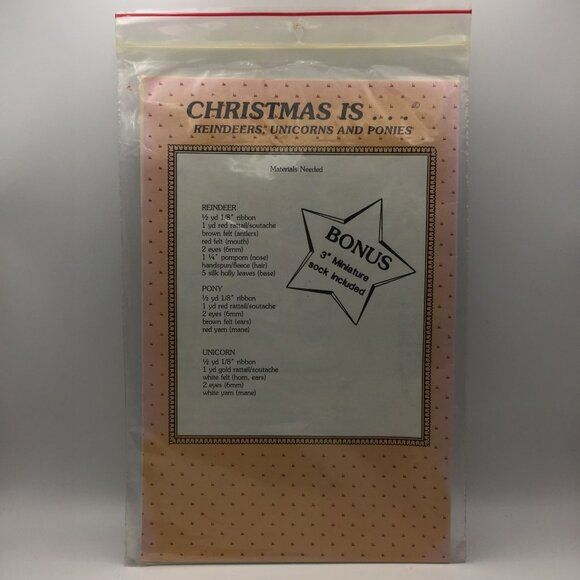 CHRISTMAS IS . . .
REINDEERS, UNICORNS AND PONIES
Materials Needed
REINDEER
½ yd 1/8" ribbon
1 yd red rattail/soutache
brown felt (antlers)
red felt (mouth)
2 eyes (6mm)
1 ¼" pompom (nose)
handspun/fleece (hair)
5 silk holly leaves (base)
BONUS
3" Miniature
sock included
PONY
½ yd 1/8" ribbon
1 yd red rattail/soutache
2 eyes (6mm)
brown felt (ears)
red yarn (mane)
UNICORN
½ yd 1/8" ribbon
1 yd gold rattail/soutache
white felt (horn, ears)
2 eyes (6mm)
white yarn (mane)